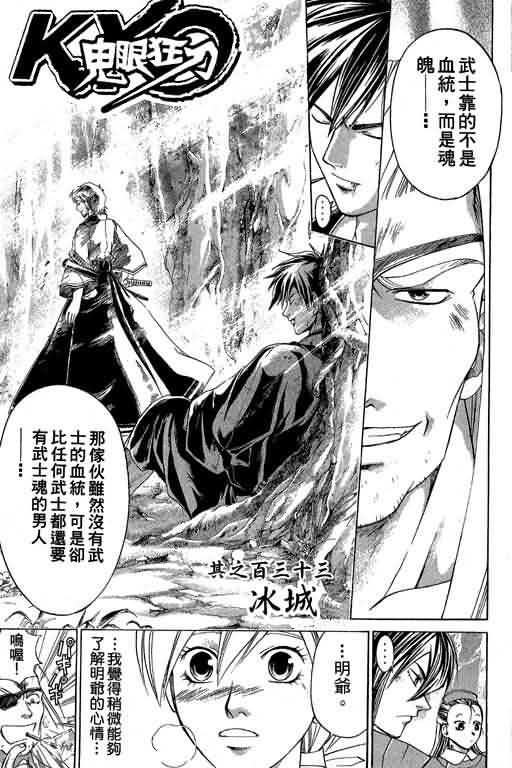 KYO
鬼眼狂刀
武士靠的不是
血統，而是魂
魄……
…
那傢伙雖然沒有武
士的血統，可是卻
比任何武士都還要
有武士魂的男人
……
其之百三十三
冰城
…明爺。
…我覺得稍微能夠
了解明爺的心情…
嗚喔！